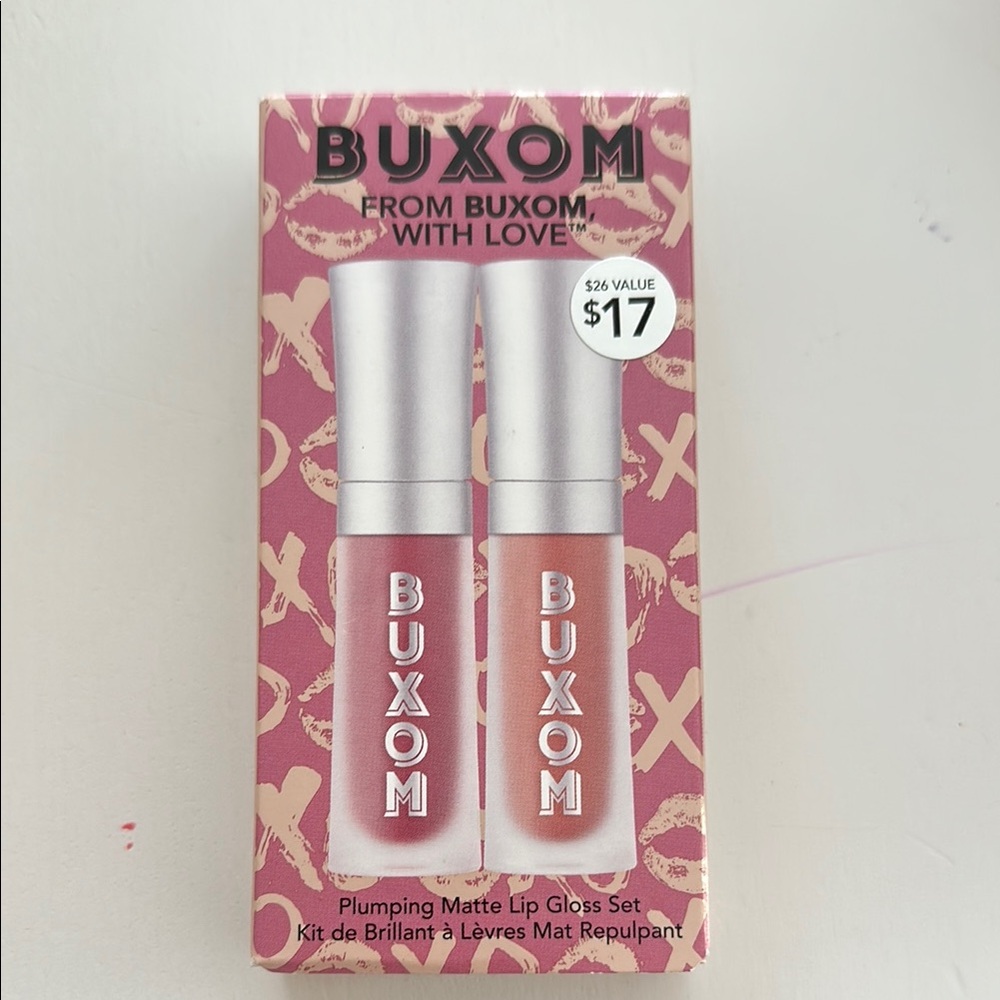 BUXOM
FROM BUXOM,
WITH LOVE™
$26 VALUE
$17
BUXOM
BUXOM
Plumping Matte Lip Gloss Set
Kit de Brillant à Lèvres Mat Repulpant